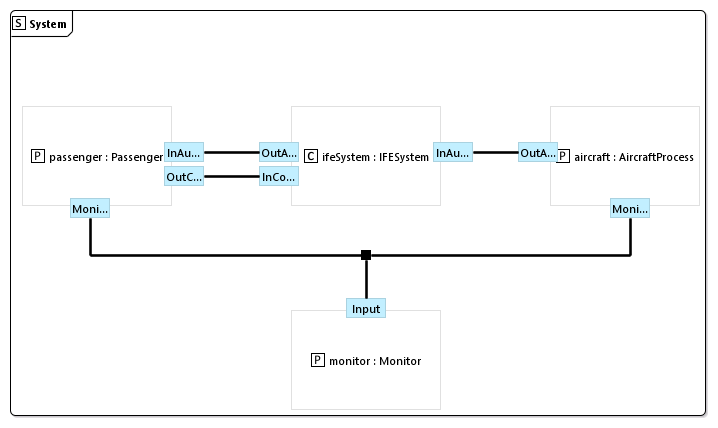 S System
InAu...
OutA...
InAu...
OutA...
P passenger : Passenger
C ifeSystem : IFESystem
P aircraft : AircraftProcess
OutC...
InCo...
Moni...
Moni...
Input
P monitor : Monitor